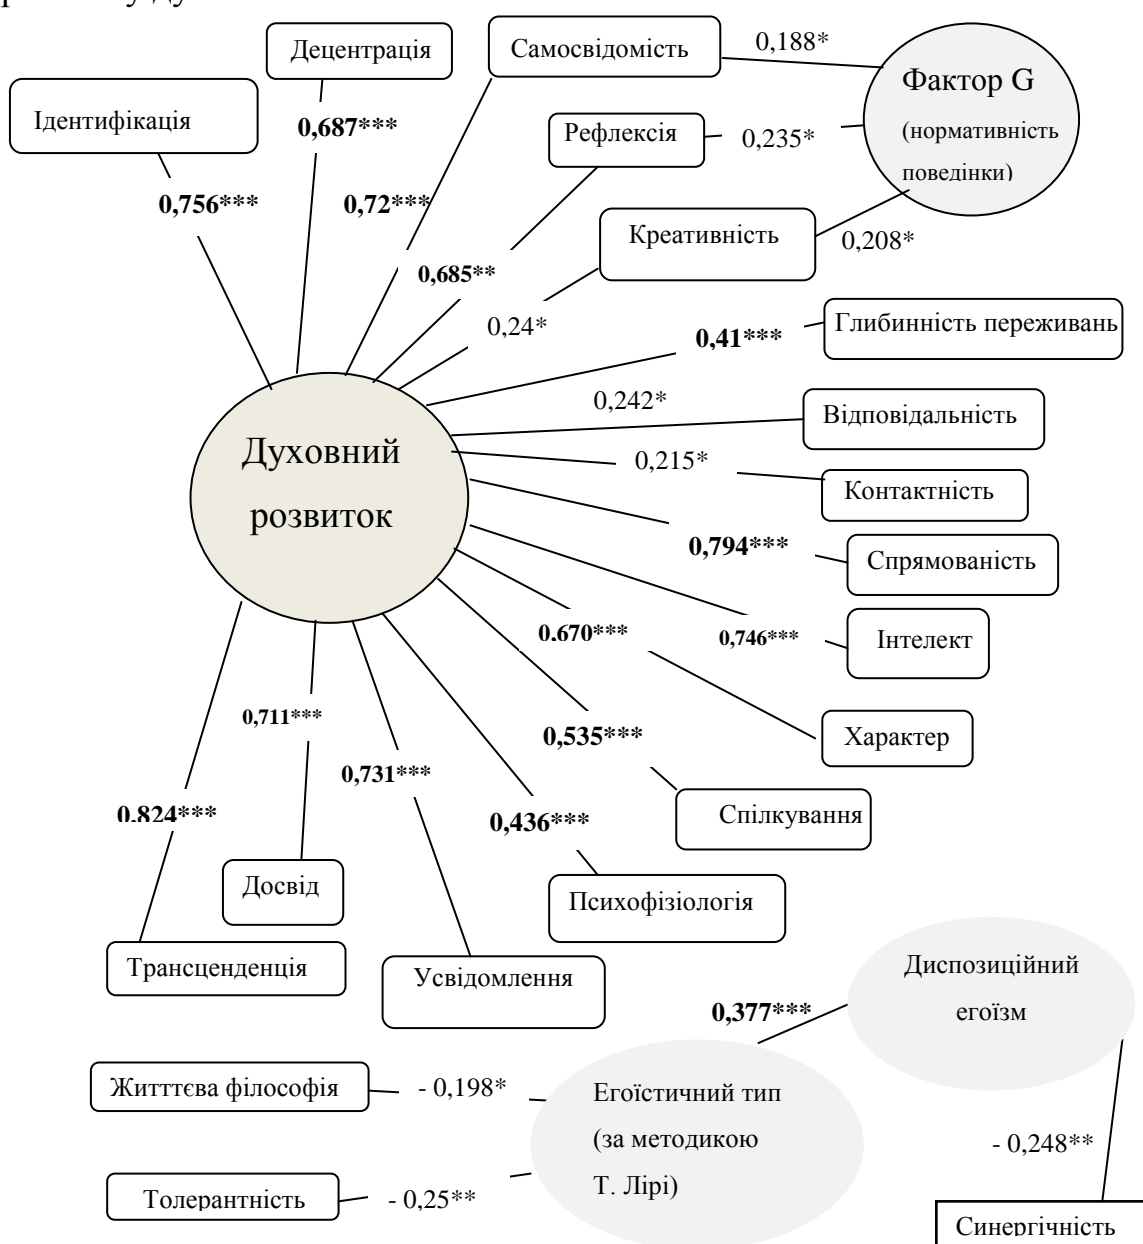 Децентрація
Самосвідомість
0,188*
Фактор G
(нормативність
поведінки)
Ідентифікація
0,687***
Рефлексія
0,235*
0,756***
0,72***
Креативність
0,208*
0,685**
0,24*
0,41***
Глибинність переживань
0,242*
Відповідальність
Духовний
розвиток
0,215*
Контактність
0,794***
Спрямованість
0,670***
0,746***
Інтелект
0,711***
0,535***
Характер
0,731***
0,824***
0,436***
Спілкування
Досвід
Психофізіологія
Трансценденція
Усвідомлення
Диспозиційний
егоїзм
0,377***
Житттєва філософія
- 0,198*
Егоїстичний тип
(за методикою
Т. Лірі)
- 0,248**
Толерантність
- 0,25**
Синергічність